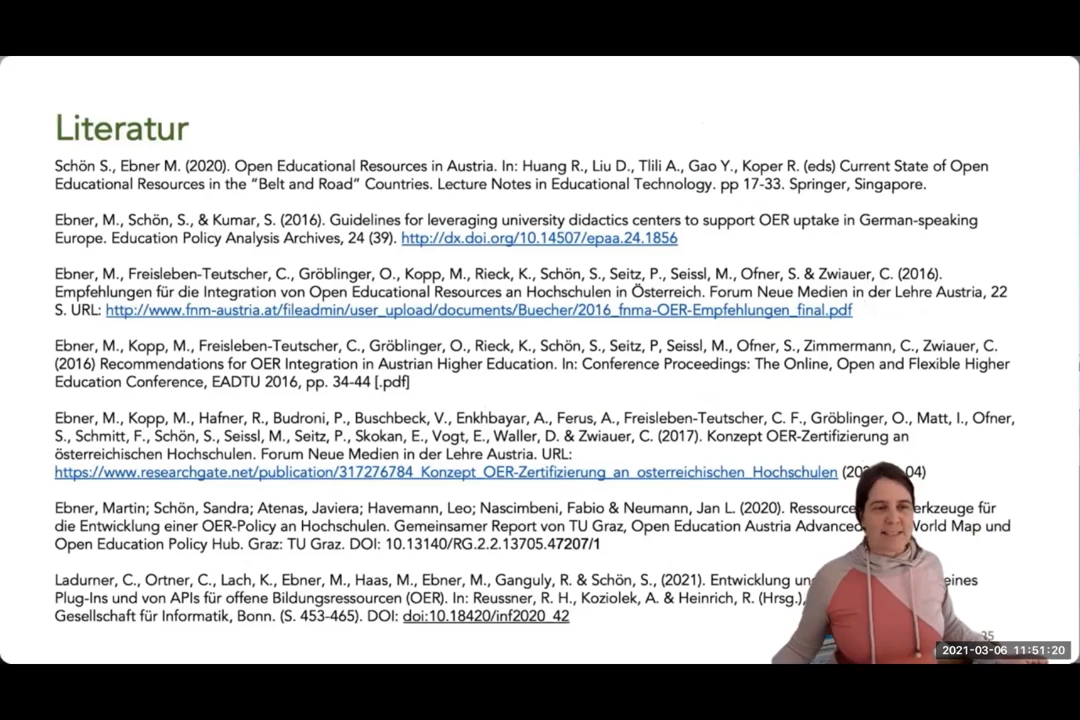 Literatur
Schön S., Ebner M. (2020). Open Educational Resources in Austria. In: Huang R., Liu D., Tlili A., Gao Y., Koper R. (eds) Current State of Open
Educational Resources in the “Belt and Road” Countries. Lecture Notes in Educational Technology. pp 17-33. Springer, Singapore.
Ebner, M., Schön, S., & Kumar, S. (2016). Guidelines for leveraging university didactics centers to support OER uptake in German-speaking
Europe. Education Policy Analysis Archives, 24 (39). http://dx.doi.org/10.14507/epaa.24.1856
Ebner, M., Freisleben-Teutscher, C., Gröblinger, O., Kopp, M., Rieck, K., Schön, S., Seitz, P., Seissl, M., Ofner, S. & Zwiauer, C. (2016).
Empfehlungen für die Integration von Open Educational Resources an Hochschulen in Österreich. Forum Neue Medien in der Lehre Austria, 22
S. URL: http://www.fnm-austria.at/fileadmin/user_upload/documents/Buecher/2016_fnma-OER-Empfehlungen_final.pdf
Ebner, M., Kopp, M., Freisleben-Teutscher, C., Gröblinger, O., Rieck, K., Schön, S., Seitz, P, Seissl, M., Ofner, S., Zimmermann, C., Zwiauer, C.
(2016) Recommendations for OER Integration in Austrian Higher Education. In: Conference Proceedings: The Online, Open and Flexible Higher
Education Conference, EADTU 2016, pp. 34-44 [.pdf]
Ebner, M., Kopp, M., Hafner, R., Budroni, P., Buschbeck, V., Enkhbayar, A., Ferus, A., Freisleben-Teutscher, C. F., Gröblinger, O., Matt, I., Ofner,
S., Schmitt, F., Schön, S., Seissl, M., Seitz, P., Skokan, E., Vogt, E., Waller, D. & Zwiauer, C. (2017). Konzept OER-Zertifizierung an
österreichischen Hochschulen. Forum Neue Medien in der Lehre Austria. URL:
https://www.researchgate.net/publication/317276784_Konzept_OER-Zertifizierung_an_osterreichischen_Hochschulen
Ebner, Martin; Schön, Sandra; Atenas, Javiera; Havemann, Leo; Nascimbeni, Fabio & Neumann, Jan L. (2020). für
die Entwicklung einer OER-Policy an Hochschulen. Gemeinsamer Report von TU Graz, Open Education Austria Advanced World Map und
Open Education Policy Hub. Graz: TU Graz. DOI: 10.13140/RG.2.2.13705.47207/1
Ladurner, C., Ortner, C., Lach, K., Ebner, M., Haas, M., Ebner, M., Ganguly, R. & Schön, S., (2021). Entwicklung eines
Plug-Ins und von APIs für offene Bildungsressourcen (OER). In: Reussner, R. H., Koziolek, A. & Heinrich, R. (Hrsg.),
Gesellschaft für Informatik, Bonn. (S. 453-465). DOI: doi:10.18420/inf2020_42
2021-03-06 11:51:20